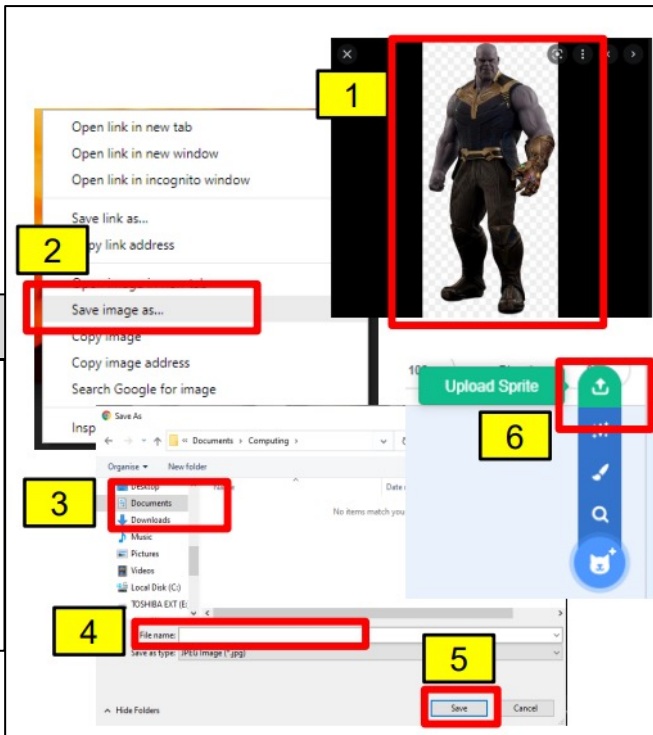 1
Open link in new tab
Open link in new window
Open link in incognito window
Save link as...
2
link address
Save image as...
Copy image
Copy image address
Search Google for image
Insp
Upload Sprite
6
Save As
Documents > Computing >
Organise
New folder
3
Desktop
Name
Date
Documents
No items match you
Downloads
Music
Pictures
Videos
Local Disk (C:)
TOSHIBA EXT (E:
4
File name:
Save as type: JPEG Image (*.jpg)
5
Hide Folders
Save
Cancel